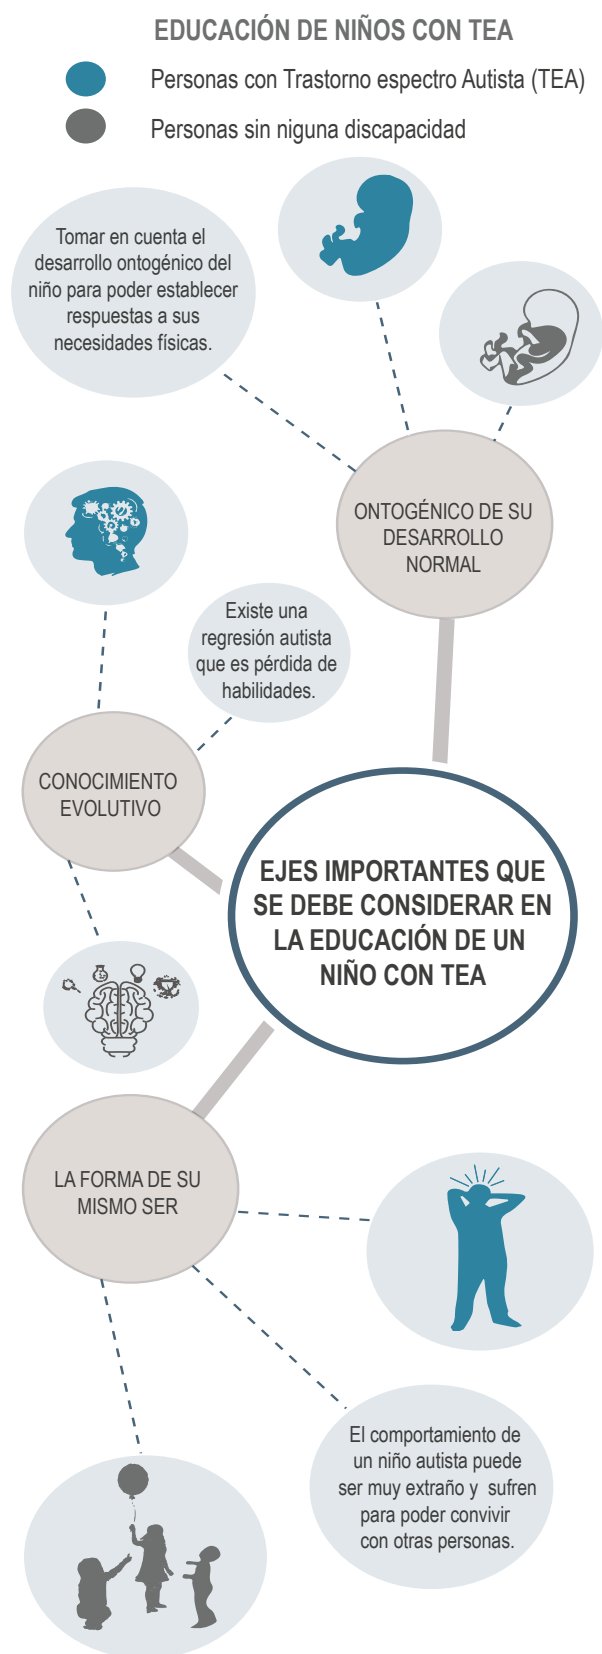 EDUCACIÓN DE NIÑOS CON TEA
Personas con Trastorno espectro Autista (TEA)
Personas sin niguna discapacidad
Tomar en cuenta el
desarrollo ontogénico del
niño para poder establecer
respuestas a sus
necesidades físicas.
ONTOGÉNICO DE SU
DESARROLLO
NORMAL
Existe una
regresión autista
que es pérdida de
habilidades.
CONOCIMIENTO
EVOLUTIVO
EJES IMPORTANTES QUE
SE DEBE CONSIDERAR EN
LA EDUCACIÓN DE UN
NIÑO CON TEA
LA FORMA DE SU
MISMO SER
El comportamiento de
un niño autista puede
ser muy extraño y sufren
para poder convivir
con otras personas.